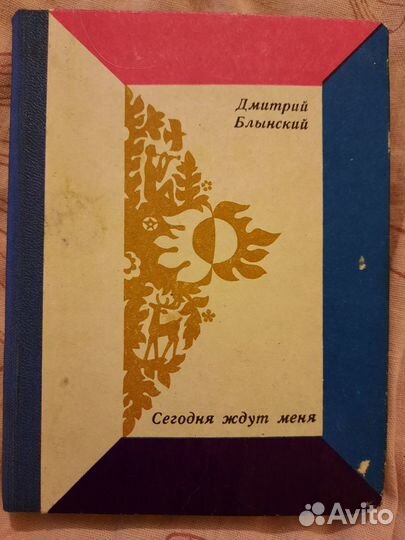 Дмитрий
Блынский
Сегодня ждут меня
Avito